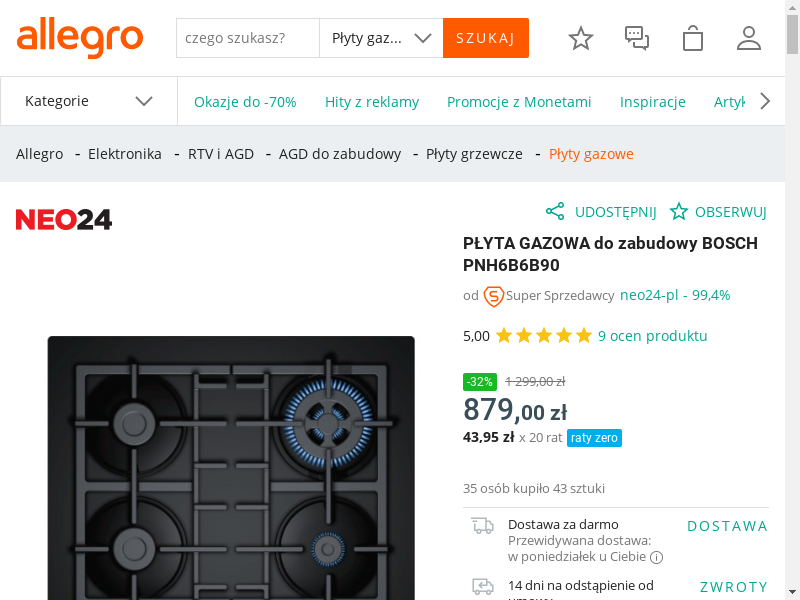 allegro
czego szukasz?
Płyty gaz...
SZUKAJ
Kategorie
Okazje do -70%
Hity z reklamy
Promocje z Monetami
Inspiracje
Artyk
Allegro - Elektronika - RTV i AGD - AGD do zabudowy - Płyty grzewcze - Płyty gazowe
NEO24
UDOSTĘPNIJ
OBSERWUJ
PŁYTA GAZOWA do zabudowy BOSCH
PNH6B6B90
od Super Sprzedawcy neo24-pl - 99,4%
5,00 9 ocen produktu
-32% 1 299,00 zł
879,00 zł
43,95 zł x 20 rat raty zero
35 osób kupiło 43 sztuki
Dostawa za darmo
DOSTAWA
Przewidywana dostawa:
w poniedziałek u Ciebie
14 dni na odstąpienie od
ZWROTY
umowy